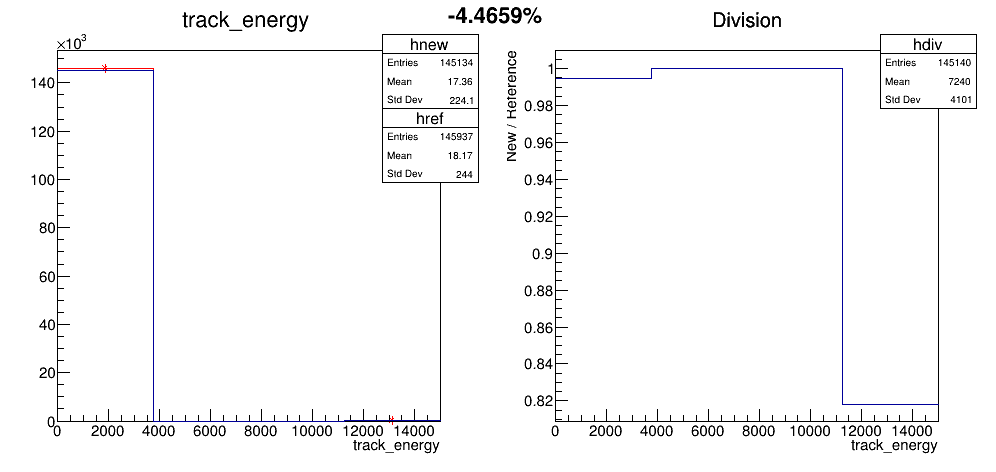 track_energy
-4.4659%
Division
×10³
hnew
Entries 145134
Mean 17.36
Std Dev 224.1
href
Entries 145937
Mean 18.17
Std Dev 244
140
120
100
80
60
40
20
0
0 2000 4000 6000 8000 10000 12000 14000
track_energy
hdiv
Entries 145140
Mean 7240
Std Dev 4101
New / Reference
1
0.98
0.96
0.94
0.92
0.9
0.88
0.86
0.84
0.82
0 2000 4000 6000 8000 10000 12000 14000
track_energy